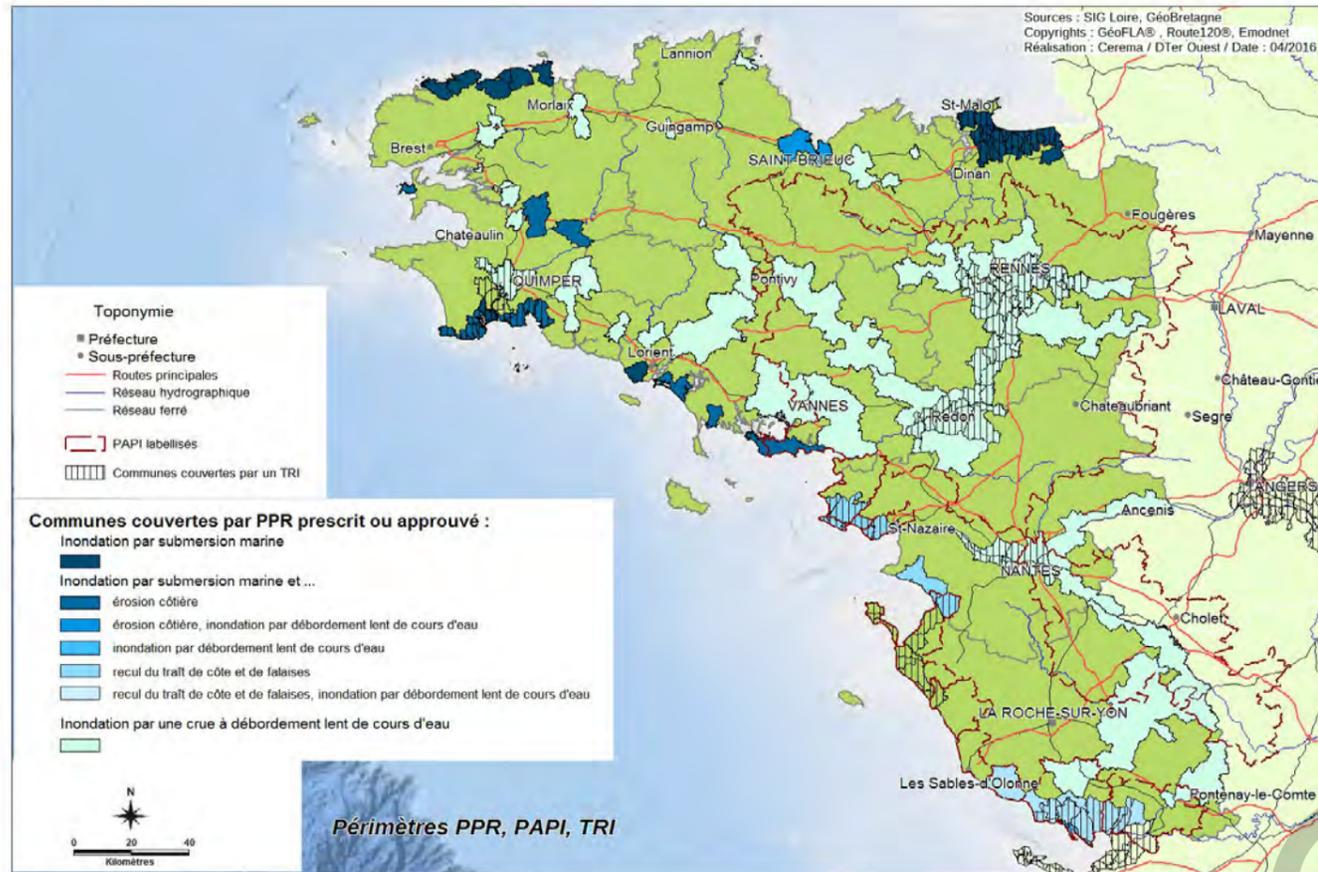 Sources : SIG Loire, GéoBretagne
Copyrights : GéoFLA® , Route120®, Emodnet
Réalisation : Cerema / DTer Ouest / Date : 04/2016
Lannion
Morlaix
St-Malo
Guingamp
Brest
SAINT-BRIEUC
Dinan
Fougères
Mayenne
Chateaulin
QUIMPER
Pontivy
RENNES
LAVAL
Lorient
Château-Gontier
VANNES
Redon
Chateaubriant
Segre
ANGERS
Ancenis
St-Nazaire
NANTES
Cholet
LA ROCHE-SUR-YON
Les Sables-d'Olonne
Fontenay-le-Comte
Toponymie
Préfecture
Sous-préfecture
Routes principales
Réseau hydrographique
Réseau ferré
PAPI labellisés
Communes couvertes par un TRI
Communes couvertes par PPR prescrit ou approuvé :
Inondation par submersion marine
Inondation par submersion marine et ...
érosion côtière
érosion côtière, inondation par débordement lent de cours d'eau
inondation par débordement lent de cours d'eau
recul du traît de côte et de falaises
recul du traît de côte et de falaises, inondation par débordement lent de cours d'eau
Inondation par une crue à débordement lent de cours d'eau
N
0 20 40
Kilomètres
Périmètres PPR, PAPI, TRI